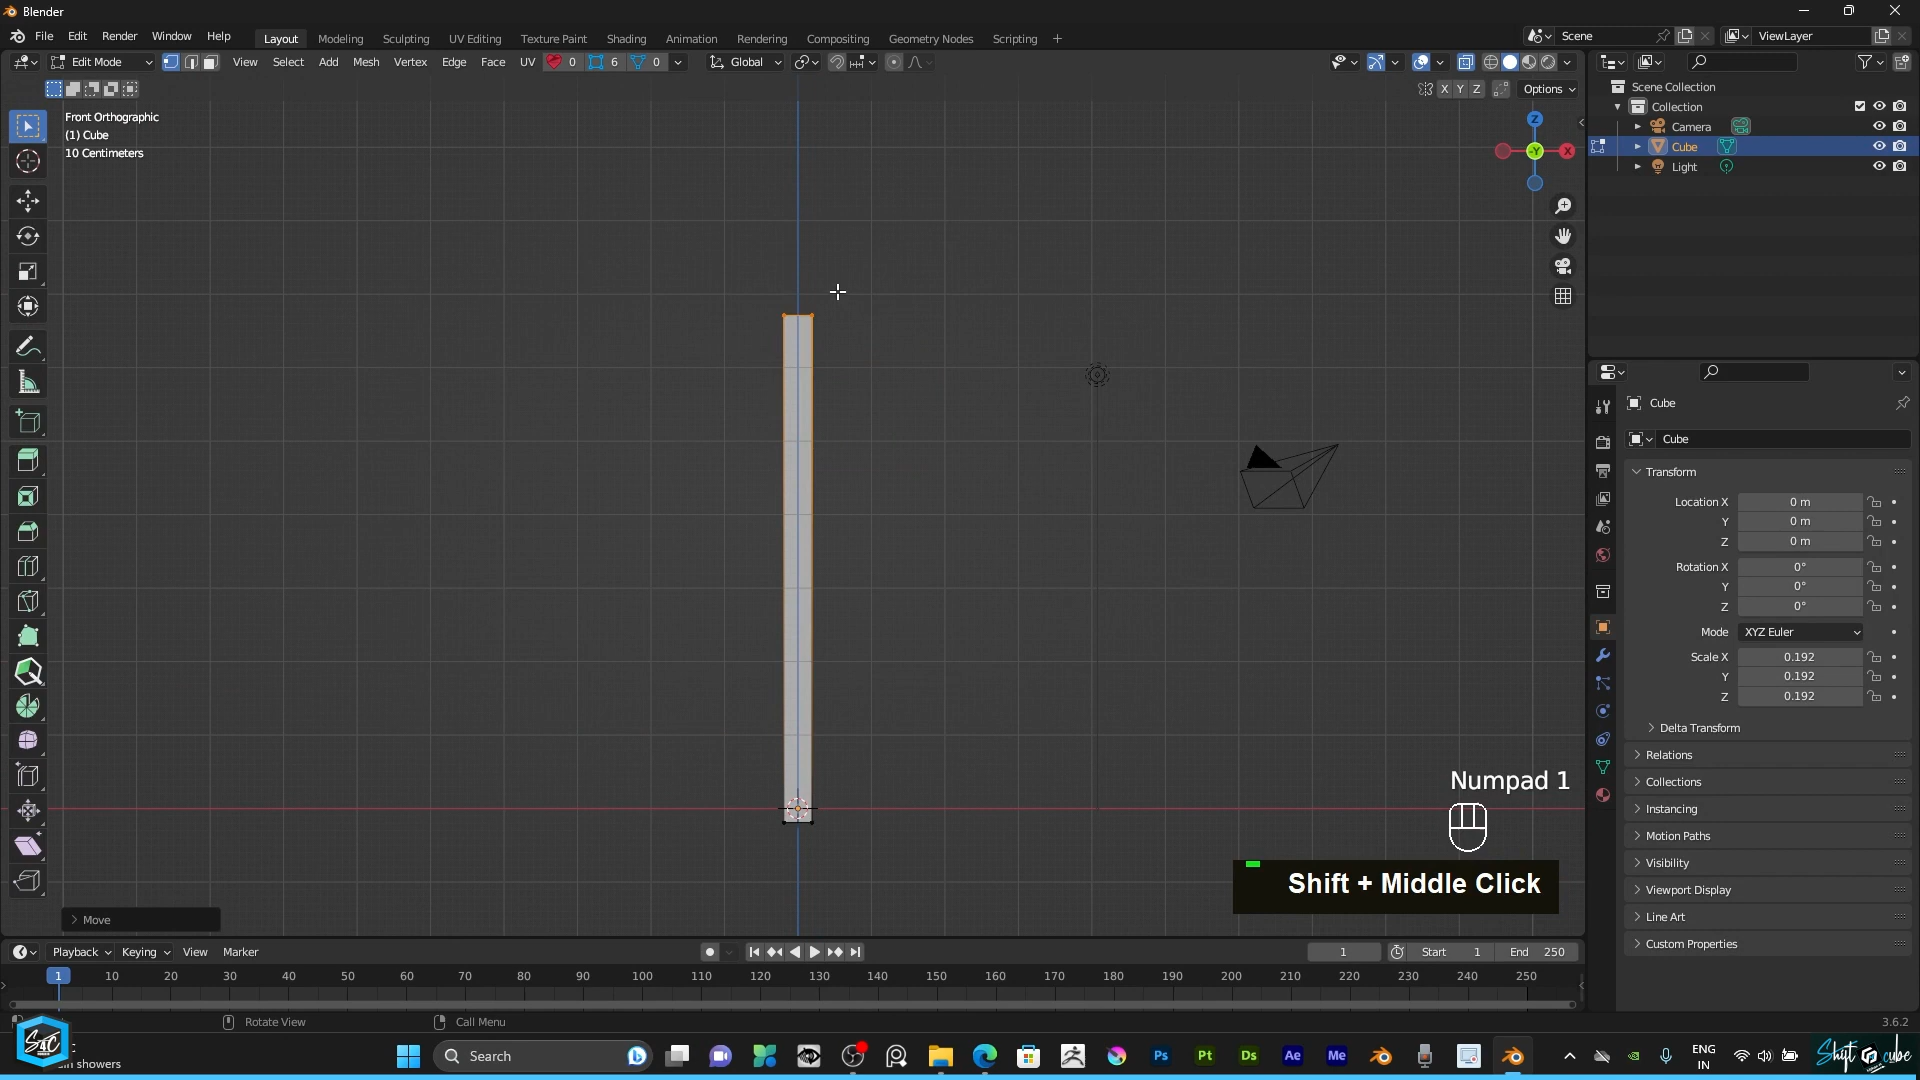 Blender
File Edit Render Window Help
Layout Modeling Sculpting UV Editing Texture Paint Shading Animation Rendering Compositing Geometry Nodes Scripting +
Scene
ViewLayer
Edit Mode View Select Add Mesh Vertex Edge Face UV 0 6 0 Global
X Y Z Options
Front Orthographic
(1) Cube
10 Centimeters
Z
-Y X
Scene Collection
Collection
Camera
Cube
Light
Cube
Cube
Transform
Location X 0 m
Y 0 m
Z 0 m
Rotation X 0°
Y 0°
Z 0°
Mode XYZ Euler
Scale X 0.192
Y 0.192
Z 0.192
Delta Transform
Relations
Collections
Instancing
Motion Paths
Visibility
Viewport Display
Line Art
Custom Properties
Numpad 1
Shift + Middle Click
Move
Playback Keying View Marker 1 Start 1 End 250
1 10 20 30 40 50 60 70 80 90 100 110 120 130 140 150 160 170 180 190 200 210 220 230 240 250
Rotate View Call Menu 3.6.2
S4C
showers
Search
Ps Pt Ds Ae Me
ENG
IN
Shift 4 cube